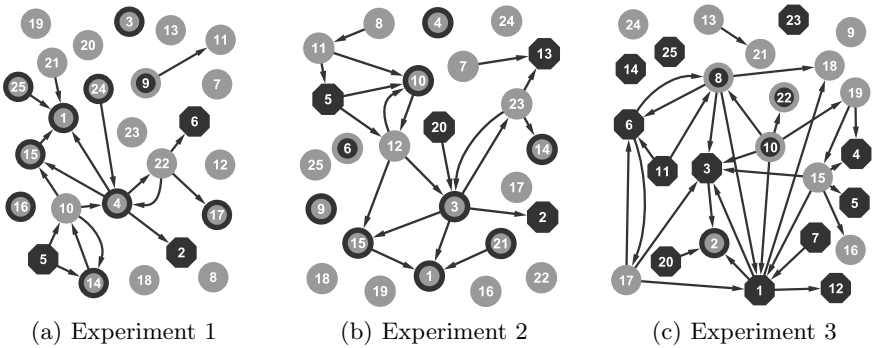 19 3 13 11
20
21
25 24 9 7
1 6
23
15 22 12
16 10 4 17
5 2
14 18 8
(a) Experiment 1
8 4 24
11 7 13
5 10 23
20
6 12 14
25 17
9 3 2
15 21
18 19 1 16 22
(b) Experiment 2
24 13 23 9
25 21
14 8 18
22 19
6 10 4
11 3 15
5
2 7 16
20
17 1 12
(c) Experiment 3